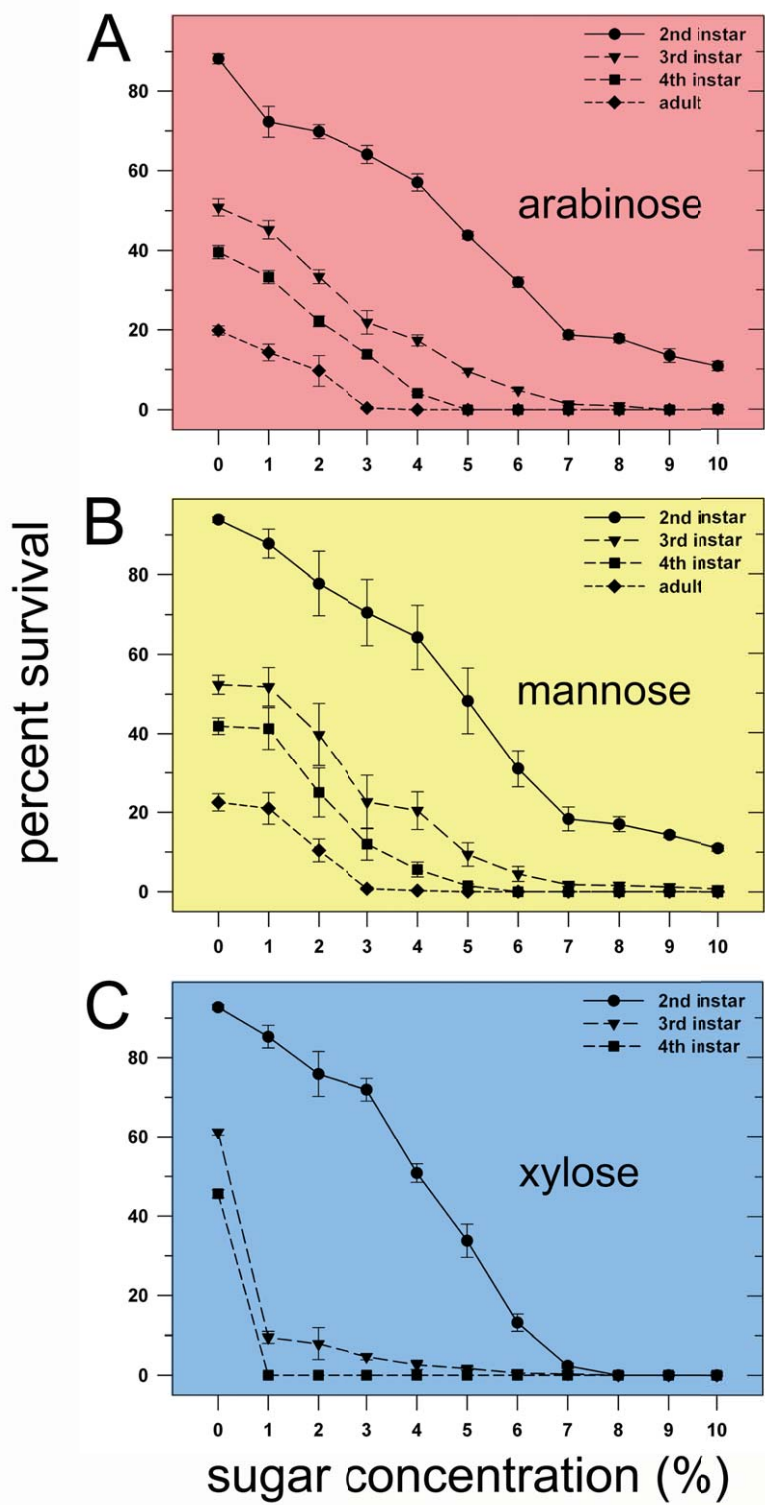 A
2nd instar
3rd instar
4th instar
adult
80
60
40
20
0
arabinose
0 1 2 3 4 5 6 7 8 9 10
B
2nd instar
3rd instar
4th instar
adult
80
60
40
20
0
mannose
0 1 2 3 4 5 6 7 8 9 10
percent survival
C
2nd instar
3rd instar
4th instar
80
60
40
20
0
xylose
0 1 2 3 4 5 6 7 8 9 10
sugar concentration (%)